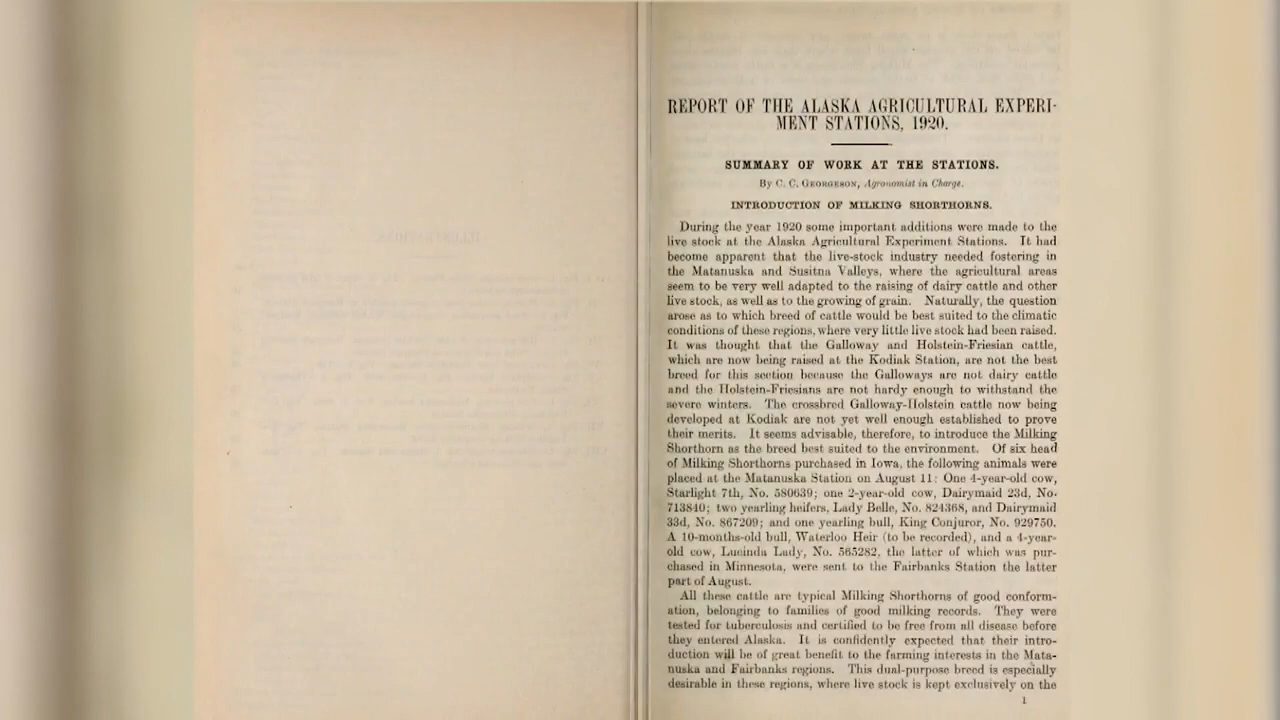 REPORT OF THE ALASKA AGRICULTURAL EXPERI-
MENT STATIONS, 1920.
SUMMARY OF WORK AT THE STATIONS.
By C. C. GEORGESON, Agronomist in Charge.
INTRODUCTION OF MILKING SHORTHORNS.
During the year 1920 some important additions were made to the
live stock at the Alaska Agricultural Experiment Stations. It had
become apparent that the live-stock industry needed fostering in
the Matanuska and Susitna Valleys, where the agricultural areas
seem to be very well adapted to the raising of dairy cattle and other
live stock, as well as to the growing of grain. Naturally, the question
arose as to which breed of cattle would be best suited to the climatic
conditions of these regions, where very little live stock had been raised.
It was thought that the Galloway and Holstein-Friesian cattle,
which are now being raised at the Kodiak Station, are not the best
breed for this section because the Galloways are not dairy cattle
and the Holstein-Friesians are not hardy enough to withstand the
severe winters. The crossbred Galloway-Holstein cattle now being
developed at Kodiak are not yet well enough established to prove
their merits. It seems advisable, therefore, to introduce the Milking
Shorthorn as the breed best suited to the environment. Of six head
of Milking Shorthorns purchased in Iowa, the following animals were
placed at the Matanuska Station on August 11: One 4-year-old cow,
Starlight 7th, No. 580639; one 2-year-old cow, Dairymaid 23d, No.
713840; two yearling heifers, Lady Belle, No. 824368, and Dairymaid
33d, No. 867209; and one yearling bull, King Conjuror, No. 929750.
A 10-months-old bull, Waterloo Heir (to be recorded), and a 4-year-
old cow, Lucinda Lady, No. 565282, the latter of which was pur-
chased in Minnesota, were sent to the Fairbanks Station the latter
part of August.
All these cattle are typical Milking Shorthorns of good conform-
ation, belonging to families of good milking records. They were
tested for tuberculosis and certified to be free from all disease before
they entered Alaska. It is confidently expected that their intro-
duction will be of great benefit to the farming interests in the Mata-
nuska and Fairbanks regions. This dual-purpose breed is especially
desirable in these regions, where live stock is kept exclusively on the
1